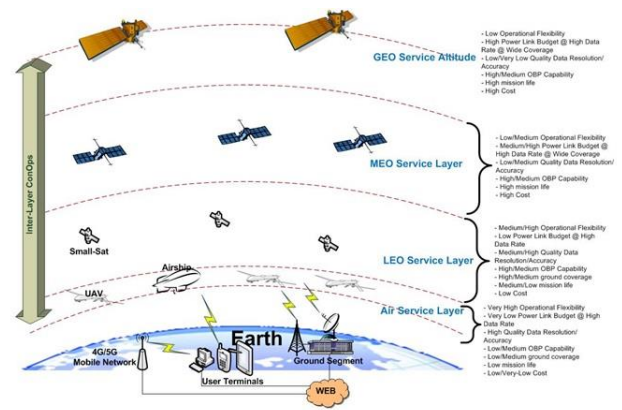 GEO Service Altitude
- Low Operational Flexibility
- High Power Link Budget @ High Data
Rate @ Wide Coverage
- Low/Very Low Quality Data Resolution/
Accuracy
- High/Medium OBP Capability
- High mission life
- High Cost
Inter-Layer ConOps
MEO Service Layer
- Low/Medium Operational Flexibility
- Medium/High Power Link Budget @
High Data Rate @ Wide Coverage
- Low/Medium Quality Data Resolution/
Accuracy
- High/Medium OBP Capability
- High mission life
- High Cost
Small-Sat
LEO Service Layer
- Medium/High Operational Flexibility
- Low Power Link Budget @ High
Data Rate
- Medium/High Quality Data
Resolution/Accuracy
- High/Medium OBP Capability
- High/Medium ground coverage
- Medium/Low mission life
- Low Cost
Airship
UAV
Air Service Layer
- Very High Operational Flexibility
- Very Low Power Link Budget @ High
Data Rate
- High Quality Data Resolution/
Accuracy
- Low/Medium OBP Capability
- Low/Medium ground coverage
- Low mission life
- Low/Very-Low Cost
Earth
4G/5G
Mobile Network
User Terminals
Ground Segment
WEB